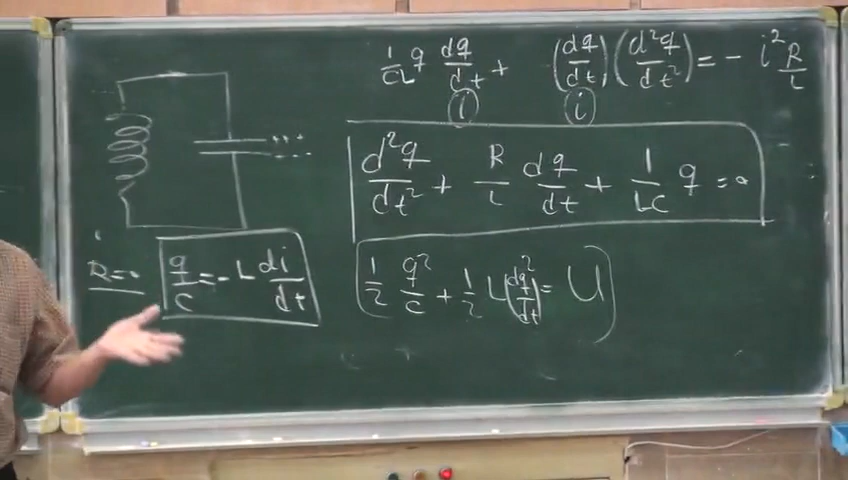 1/CL q dq/dt + (dq/dt)(d²q/dt²) = - i² R/L
i i
d²q/dt² + R/L dq/dt + 1/LC q = 0
R=0 q/c = -L di/dt
1/2 q²/c + 1/2 L(dq/dt)² = U